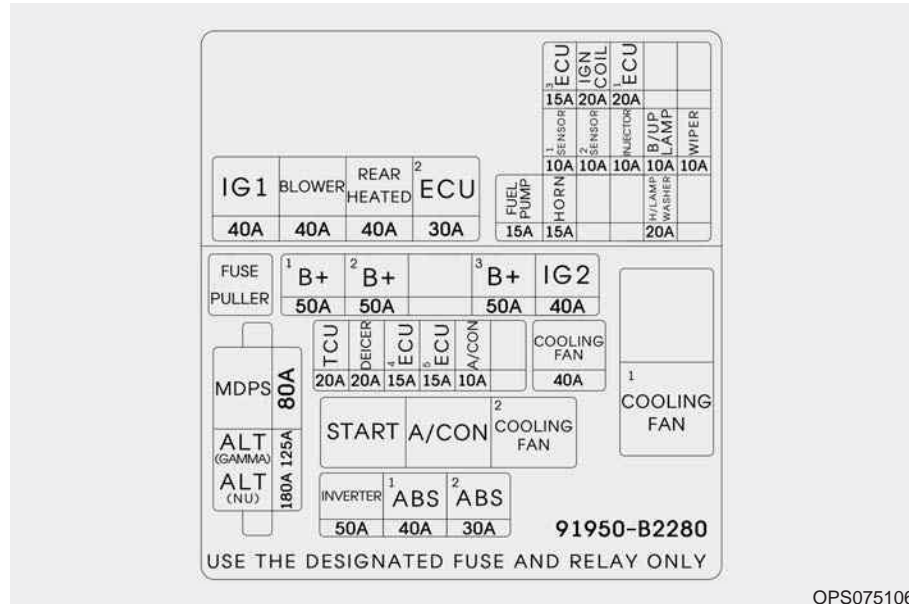 3 ECU IGN COIL 1 ECU
15A 20A 20A
1 SENSOR 2 SENSOR INJECTOR B/UP LAMP WIPER
10A 10A 10A 10A 10A
IG1 BLOWER REAR HEATED 2 ECU
40A 40A 40A 30A
FUEL PUMP HORN H/LAMP WASHER
15A 15A 20A
FUSE PULLER
1 B+ 2 B+ 3 B+ IG2
50A 50A 50A 40A
TCU DEICER 4 ECU 5 ECU A/CON COOLING FAN
20A 20A 15A 15A 10A 40A
1 COOLING FAN
MDPS 80A
ALT (GAMMA) 125A
ALT (NU) 180A
START A/CON 2 COOLING FAN
INVERTER 1 ABS 2 ABS
50A 40A 30A
91950-B2280
USE THE DESIGNATED FUSE AND RELAY ONLY
OPS075106